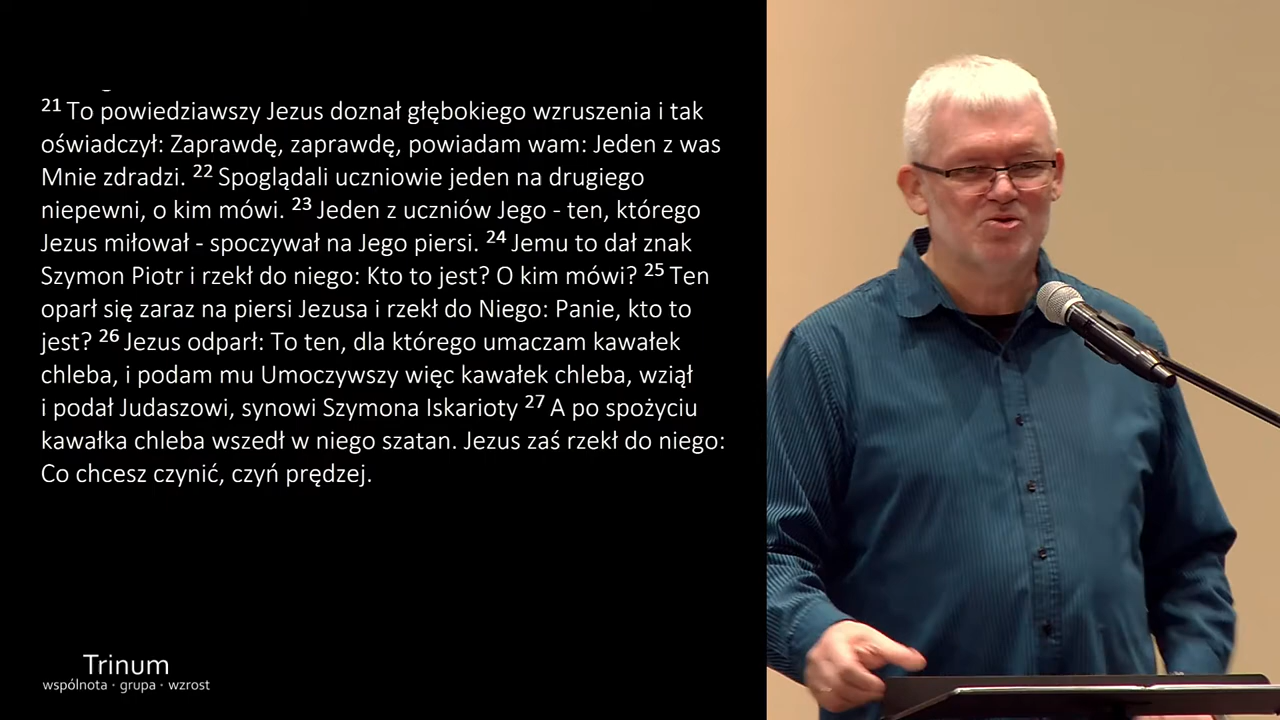 21 To powiedziawszy Jezus doznał głębokiego wzruszenia i tak
oświadczył: Zaprawdę, zaprawdę, powiadam wam: Jeden z was
Mnie zdradzi. 22 Spoglądali uczniowie jeden na drugiego
niepewni, o kim mówi. 23 Jeden z uczniów Jego - ten, którego
Jezus miłował - spoczywał na Jego piersi. 24 Jemu to dał znak
Szymon Piotr i rzekł do niego: Kto to jest? O kim mówi? 25 Ten
oparł się zaraz na piersi Jezusa i rzekł do Niego: Panie, kto to
jest? 26 Jezus odparł: To ten, dla którego umaczam kawałek
chleba, i podam mu Umoczywszy więc kawałek chleba, wziął
i podał Judaszowi, synowi Szymona Iskarioty 27 A po spożyciu
kawałka chleba wszedł w niego szatan. Jezus zaś rzekł do niego:
Co chcesz czynić, czyń prędzej.
Trinum
wspólnota · grupa · wzrost